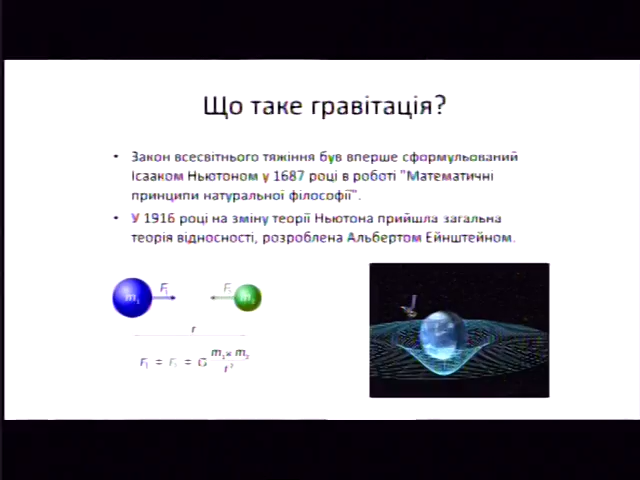 Що таке гравітація?
• Закон всесвітнього тяжіння був вперше сформульований
Ісааком Ньютоном у 1687 році в роботі "Математичні
принципи натуральної філософії".
• У 1916 році на зміну теорії Ньютона прийшла загальна
теорія відносності, розроблена Альбертом Ейнштейном.
F₁ F₂
m₁ m₂
r
F₁ = F₂ = G m₁ × m₂ / r²